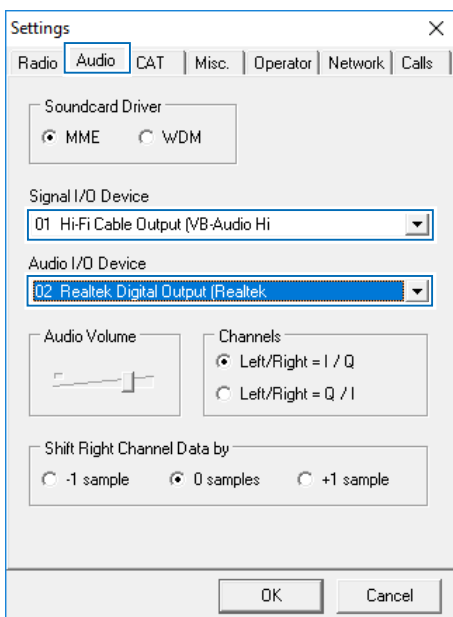 Settings
Radio Audio CAT Misc. Operator Network Calls
Soundcard Driver
MME WDM
Signal I/O Device
01 Hi-Fi Cable Output (VB-Audio Hi
Audio I/O Device
02 Realtek Digital Output (Realtek
Audio Volume Channels
Left/Right = I / Q
Left/Right = Q / I
Shift Right Channel Data by
-1 sample 0 samples +1 sample
OK Cancel